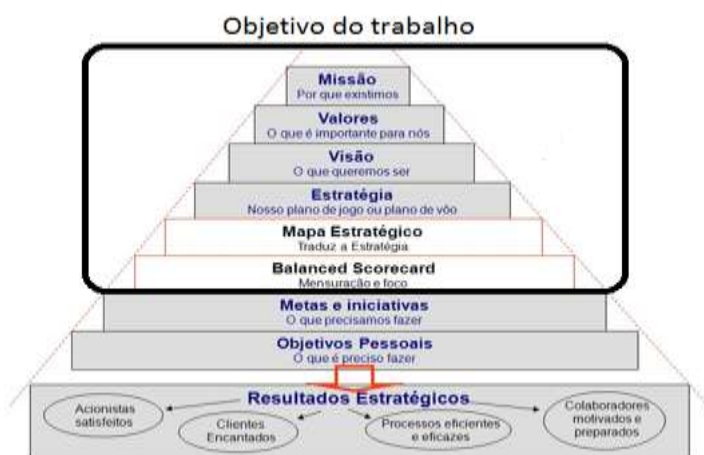 Objetivo do trabalho
Missão
Por que existimos
Valores
O que é importante para nós
Visão
O que queremos ser
Estratégia
Nosso plano de jogo ou plano de vôo
Mapa Estratégico
Traduz a Estratégia
Balanced Scorecard
Mensuração e foco
Metas e iniciativas
O que precisamos fazer
Objetivos Pessoais
O que é preciso fazer
Resultados Estratégicos
Acionistas
satisfeitos
Clientes
Encantados
Processos eficientes
e eficazes
Colaboradores
motivados e
preparados